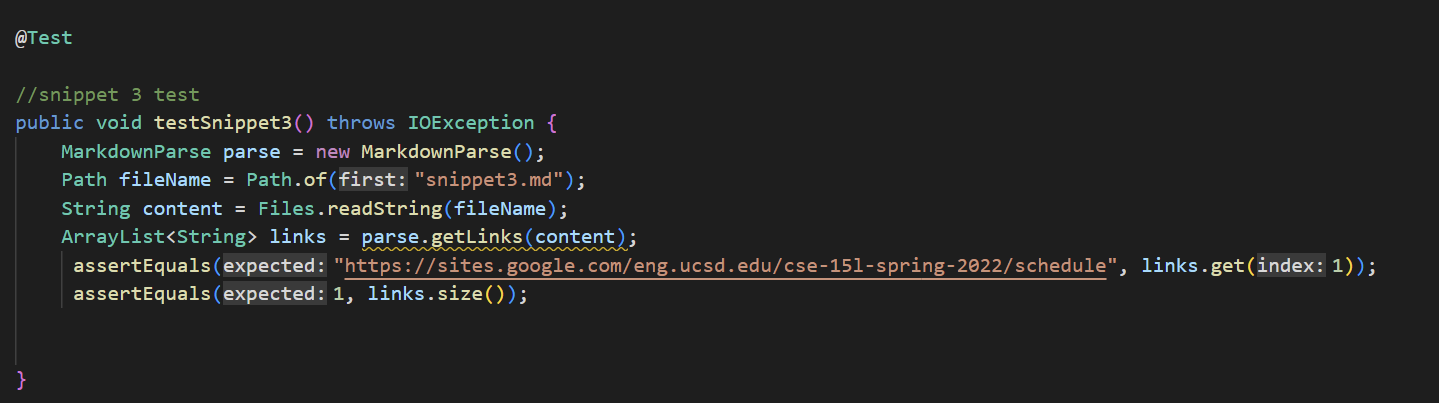 @Test
//snippet 3 test
public void testSnippet3() throws IOException {
MarkdownParse parse = new MarkdownParse();
Path fileName = Path.of(first: "snippet3.md");
String content = Files.readString(fileName);
ArrayList<String> links = parse.getLinks(content);
assertEquals(expected: "https://sites.google.com/eng.ucsd.edu/cse-15l-spring-2022/schedule", links.get(index: 1));
assertEquals(expected: 1, links.size());
}